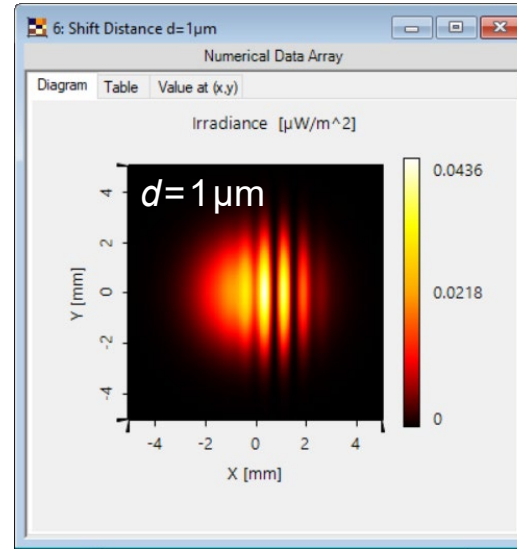 6: Shift Distance d=1μm
Numerical Data Array
Diagram Table Value at (x,y)
Irradiance [μW/m^2]
d=1μm
0.0436
0.0218
0
Y [mm]
4
2
0
-2
-4
-4 -2 0 2 4
X [mm]